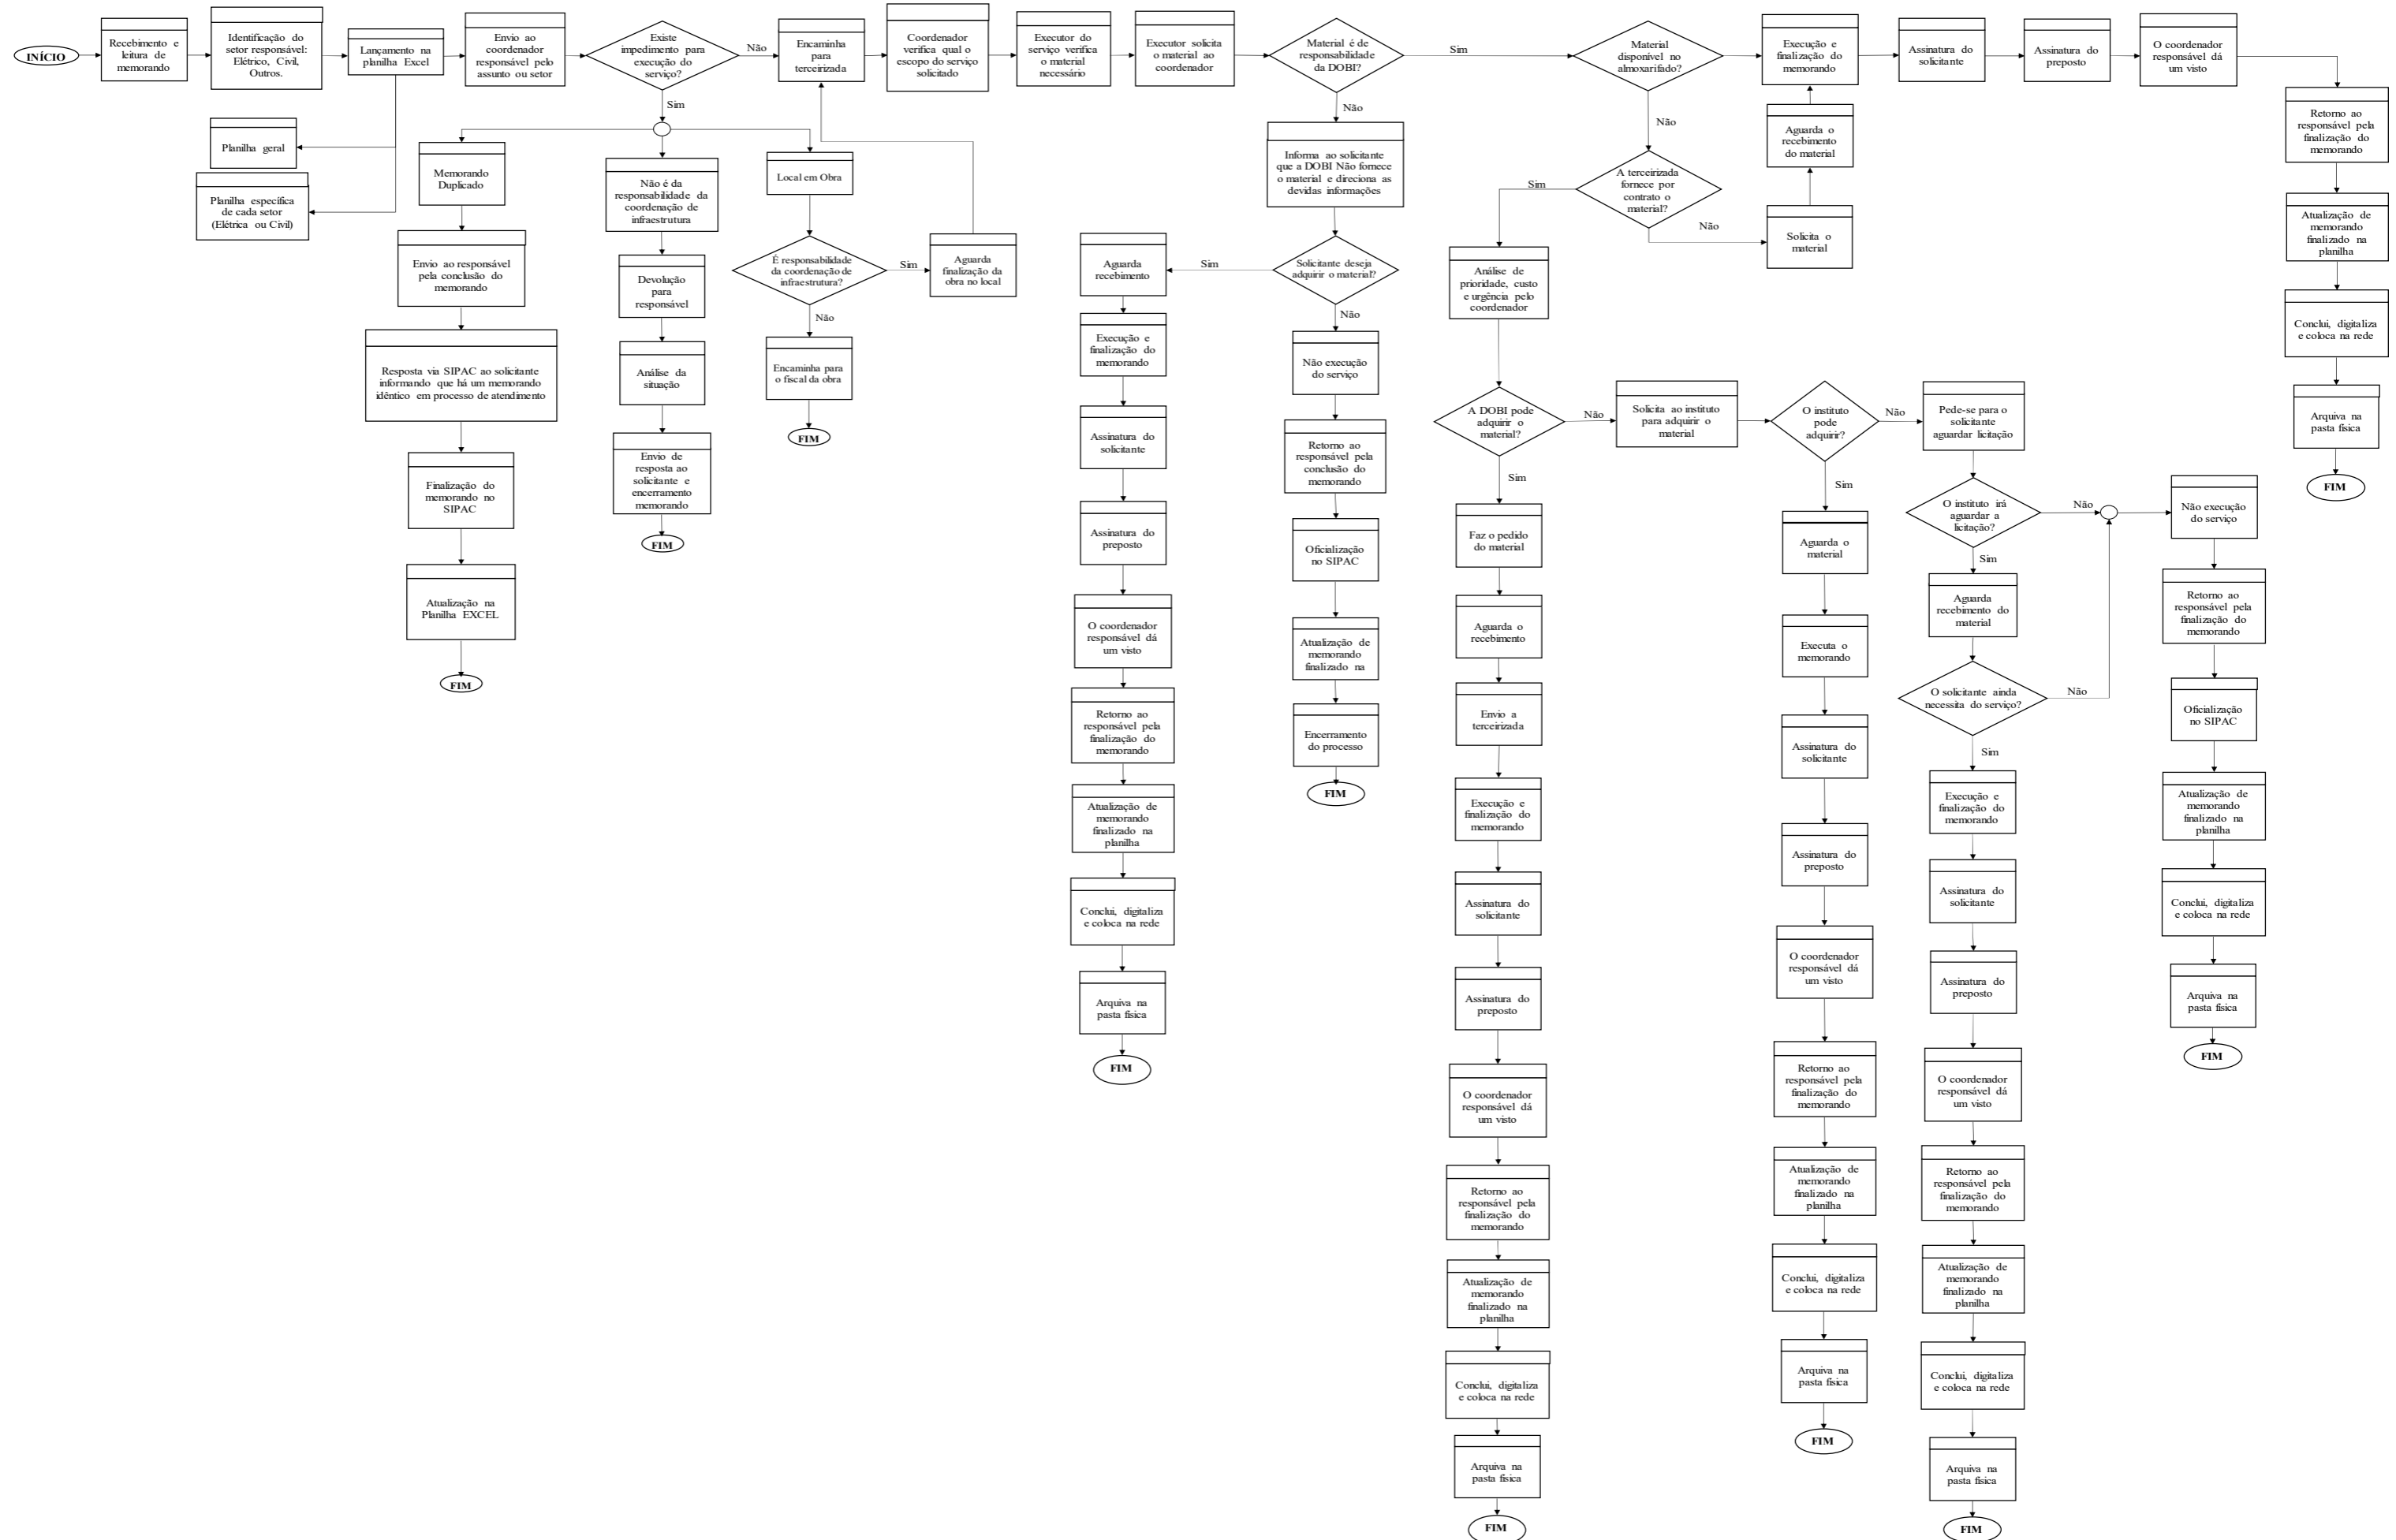 INÍCIO
Recebimento e
leitura de
memorando
Identificação do
setor responsável:
Elétrico, Civil,
Outros.
Lançamento na
planilha Excel
Envio ao
coordenador
responsável pelo
assunto ou setor
Existe
impedimento para
execução do
serviço?
Não
Sim
Encaminha
para
terceirizada
Coordenador
verifica qual o
escopo do serviço
solicitado
Executor do
serviço verifica
o material
necessário
Executor solicita
o material ao
coordenador
Material é de
responsabilidade
da DOBI?
Sim
Não
Material
disponível no
almoxarifado?
Não
Execução e
finalização do
memorando
Assinatura do
solicitante
Assinatura do
preposto
O coordenador
responsável dá
um visto
Retorno ao
responsável pela
finalização do
memorando
Atualização de
memorando
finalizado na
planilha
Conclui, digitaliza
e coloca na rede
Arquiva na
pasta física
FIM
Planilha geral
Planilha específica
de cada setor
(Elétrica ou Civil)
Memorando
Duplicado
Envio ao responsável
pela conclusão do
memorando
Resposta via SIPAC ao solicitante
informando que há um memorando
idêntico em processo de atendimento
Finalização do
memorando no
SIPAC
Atualização na
Planilha EXCEL
FIM
Não é da
responsabilidade da
coordenação de
infraestrutura
Devolução
para
responsável
Análise da
situação
Envio de
resposta ao
solicitante e
encerramento
memorando
FIM
Local em Obra
É responsabilidade
da coordenação de
infraestrutura?
Sim
Não
Aguarda
finalização da
obra no local
Encaminha para
o fiscal da obra
FIM
Informa ao solicitante
que a DOBI Não fornece
o material e direciona as
devidas informações
Solicitante deseja
adquirir o material?
Sim
Não
Aguarda
recebimento
Execução e
finalização do
memorando
Assinatura do
solicitante
Assinatura do
preposto
O coordenador
responsável dá
um visto
Retorno ao
responsável pela
finalização do
memorando
Atualização de
memorando
finalizado na
planilha
Conclui, digitaliza
e coloca na rede
Arquiva na
pasta física
FIM
Não execução
do serviço
Retorno ao
responsável pela
conclusão do
memorando
Oficialização
no SIPAC
Atualização de
memorando
finalizado na
Encerramento
do processo
FIM
A terceirizada
fornece por
contrato o
material?
Sim
Não
Solicita o
material
Aguarda o
recebimento
do material
Análise de
prioridade, custo
e urgência pelo
coordenador
A DOBI pode
adquirir o
material?
Não
Sim
Faz o pedido
do material
Aguarda o
recebimento
Envio a
terceirizada
Execução e
finalização do
memorando
Assinatura do
solicitante
Assinatura do
preposto
O coordenador
responsável dá
um visto
Retorno ao
responsável pela
finalização do
memorando
Atualização de
memorando
finalizado na
planilha
Conclui, digitaliza
e coloca na rede
Arquiva na
pasta física
FIM
Solicita ao instituto
para adquirir o
material
O instituto
pode
adquirir?
Não
Sim
Aguarda o
material
Executa o
memorando
Assinatura do
solicitante
Assinatura do
preposto
O coordenador
responsável dá
um visto
Retorno ao
responsável pela
finalização do
memorando
Atualização de
memorando
finalizado na
planilha
Conclui, digitaliza
e coloca na rede
Arquiva na
pasta física
FIM
Pede-se para o
solicitante
aguardar licitação
O instituto irá
aguardar a
licitação?
Não
Sim
Aguarda
recebimento do
material
O solicitante ainda
necessita do serviço?
Não
Sim
Execução e
finalização do
memorando
Assinatura do
solicitante
Assinatura do
preposto
O coordenador
responsável dá
um visto
Retorno ao
responsável pela
finalização do
memorando
Atualização de
memorando
finalizado na
planilha
Conclui, digitaliza
e coloca na rede
Arquiva na
pasta física
FIM
Não execução
do serviço
Retorno ao
responsável pela
finalização do
memorando
Oficialização
no SIPAC
Atualização de
memorando
finalizado na
planilha
Conclui, digitaliza
e coloca na rede
Arquiva na
pasta física
FIM